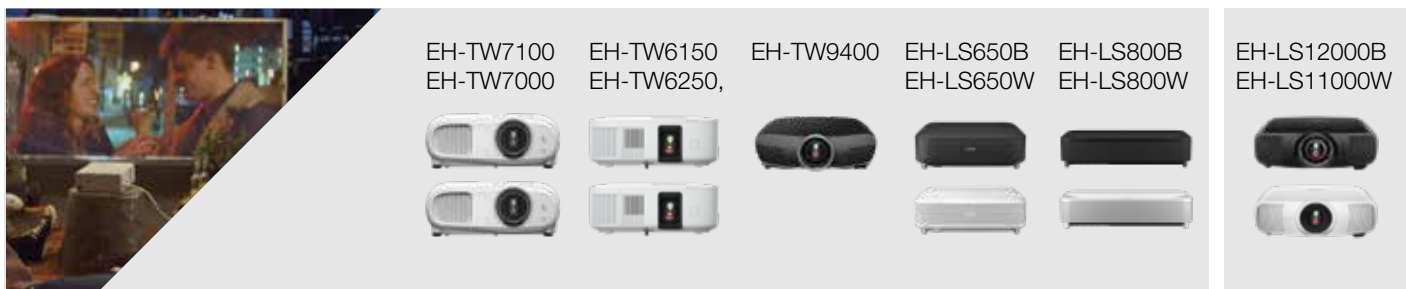 EH-TW7100
EH-TW7000
EH-TW6150
EH-TW6250,
EH-TW9400
EH-LS650B
EH-LS650W
EH-LS800B
EH-LS800W
EH-LS12000B
EH-LS11000W